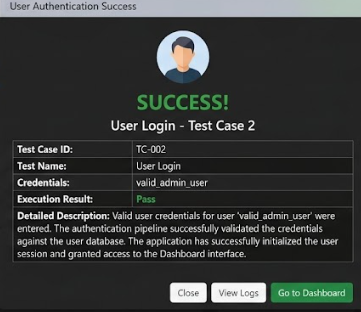 User Authentication Success
SUCCESS!
User Login - Test Case 2
Test Case ID: TC-002
Test Name: User Login
Credentials: valid_admin_user
Execution Result: Pass
Detailed Description: Valid user credentials for user 'valid_admin_user' were
entered. The authentication pipeline successfully validated the credentials
against the user database. The application has successfully initialized the user
session and granted access to the Dashboard interface.
Close View Logs Go to Dashboard